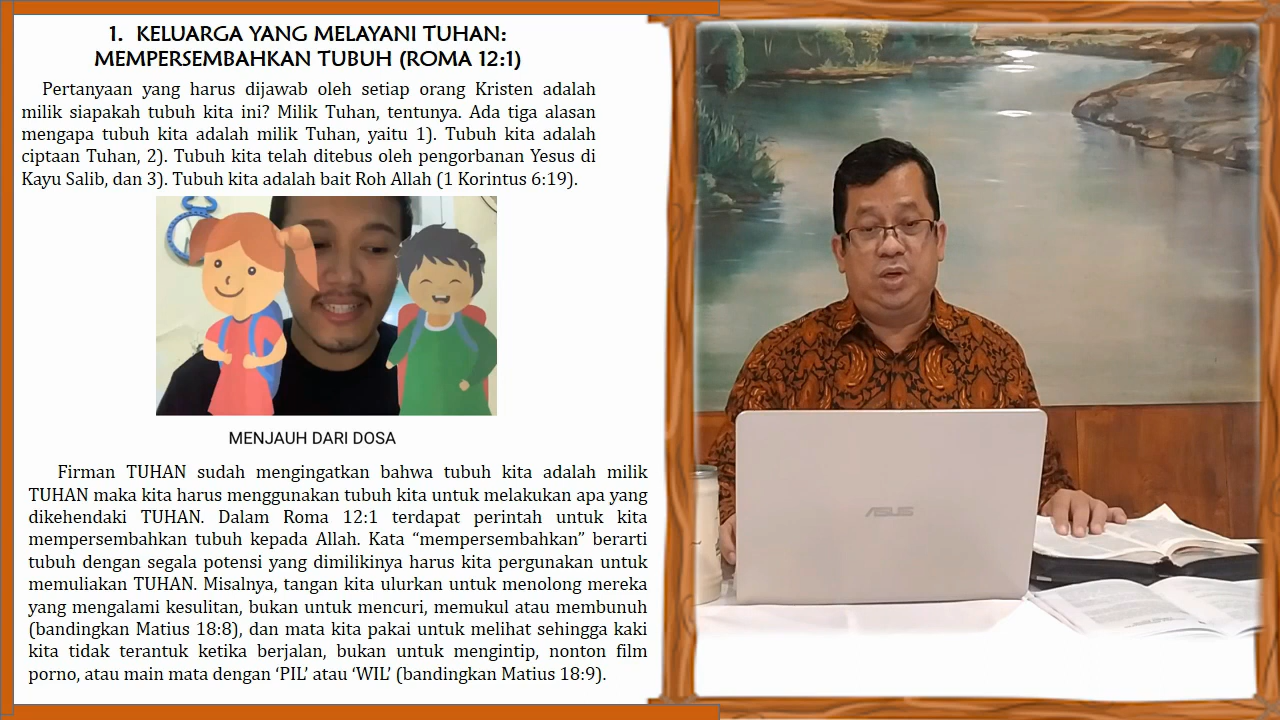 1. KELUARGA YANG MELAYANI TUHAN:
MEMPERSEMBAHKAN TUBUH (ROMA 12:1)
Pertanyaan yang harus dijawab oleh setiap orang Kristen adalah
milik siapakah tubuh kita ini? Milik Tuhan, tentunya. Ada tiga alasan
mengapa tubuh kita adalah milik Tuhan, yaitu 1). Tubuh kita adalah
ciptaan Tuhan, 2). Tubuh kita telah ditebus oleh pengorbanan Yesus di
Kayu Salib, dan 3). Tubuh kita adalah bait Roh Allah (1 Korintus 6:19).
MENJAUH DARI DOSA
Firman TUHAN sudah mengingatkan bahwa tubuh kita adalah milik
TUHAN maka kita harus menggunakan tubuh kita untuk melakukan apa yang
dikehendaki TUHAN. Dalam Roma 12:1 terdapat perintah untuk kita
mempersembahkan tubuh kepada Allah. Kata “mempersembahkan” berarti
tubuh dengan segala potensi yang dimilikinya harus kita pergunakan untuk
memuliakan TUHAN. Misalnya, tangan kita ulurkan untuk menolong mereka
yang mengalami kesulitan, bukan untuk mencuri, memukul atau membunuh
(bandingkan Matius 18:8), dan mata kita pakai untuk melihat sehingga kaki
kita tidak terantuk ketika berjalan, bukan untuk mengintip, nonton film
porno, atau main mata dengan ‘PIL’ atau ‘WIL’ (bandingkan Matius 18:9).
ASUS